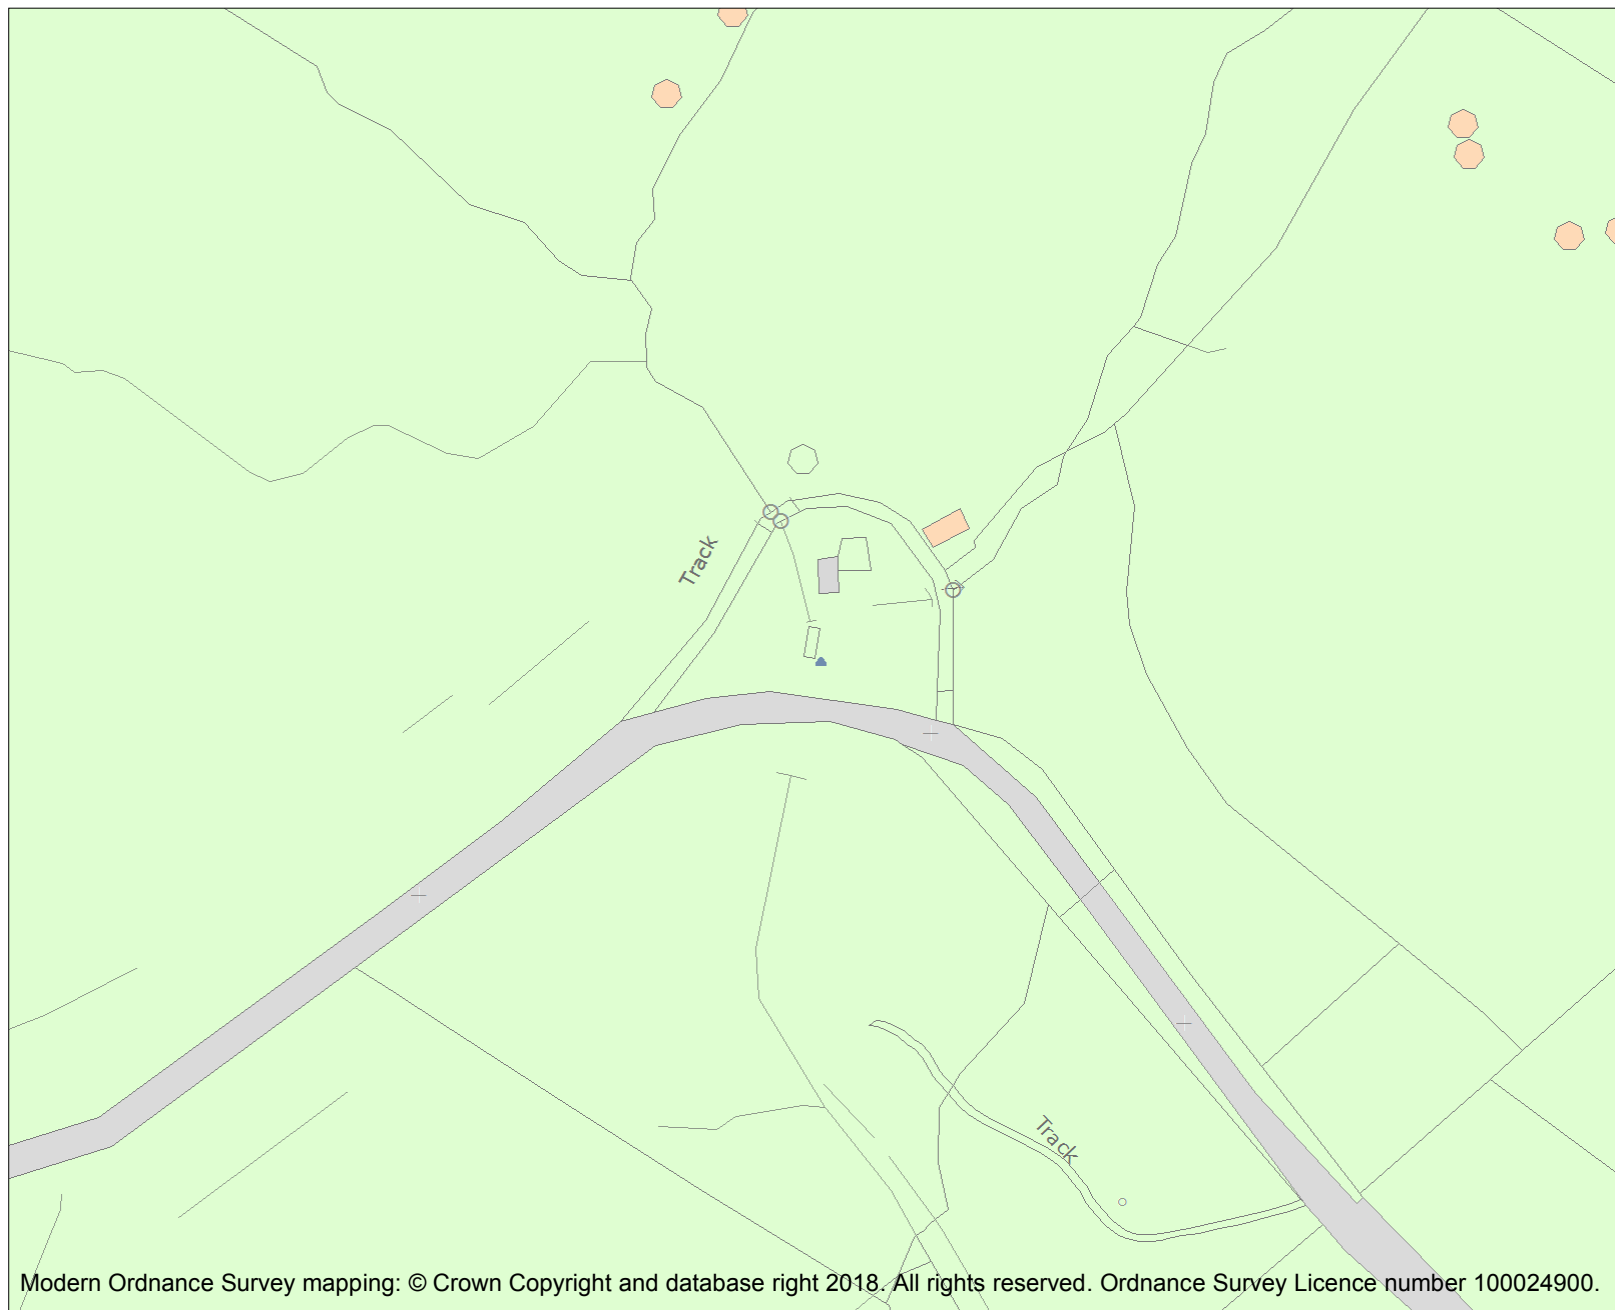 Track
Track
Modern Ordnance Survey mapping: © Crown Copyright and database right 2018. All rights reserved. Ordnance Survey Licence number 100024900.